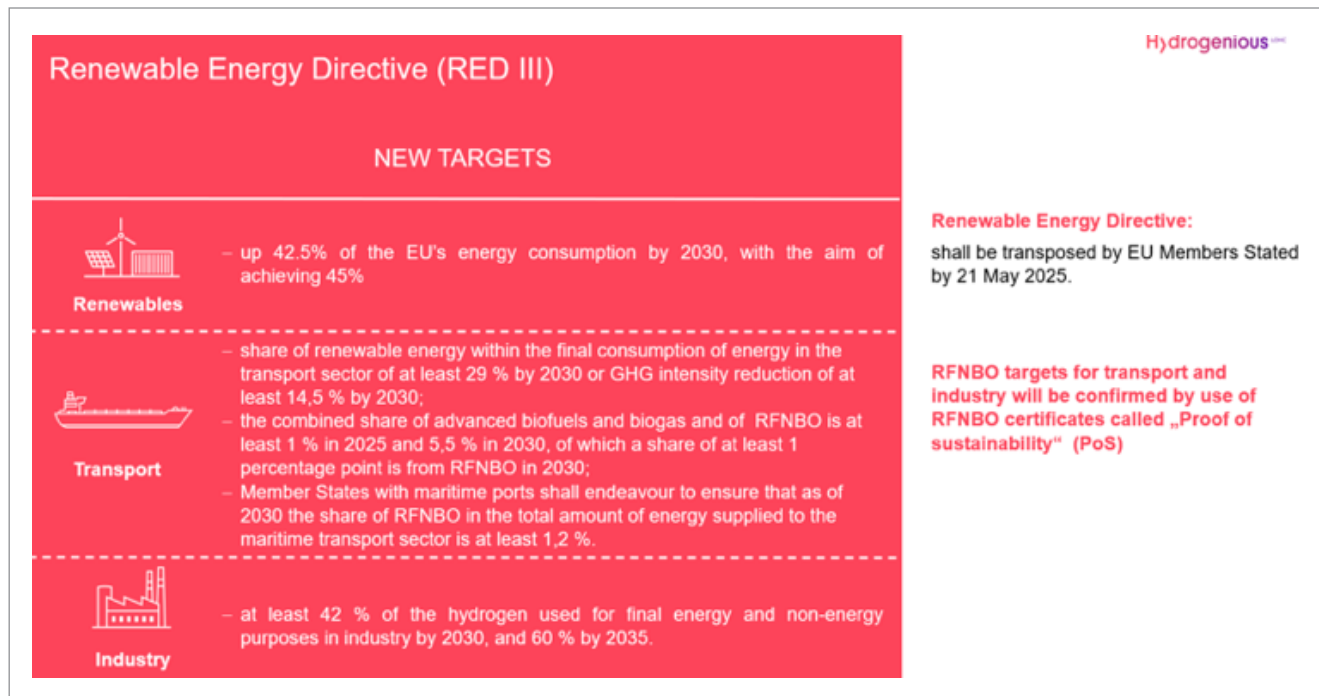 Hydrogenious LOHC
Renewable Energy Directive (RED III)
NEW TARGETS
Renewables
– up 42.5% of the EU's energy consumption by 2030, with the aim of
achieving 45%
Transport
– share of renewable energy within the final consumption of energy in the
transport sector of at least 29 % by 2030 or GHG intensity reduction of at
least 14,5 % by 2030;
– the combined share of advanced biofuels and biogas and of RFNBO is at
least 1 % in 2025 and 5,5 % in 2030, of which a share of at least 1
percentage point is from RFNBO in 2030;
– Member States with maritime ports shall endeavour to ensure that as of
2030 the share of RFNBO in the total amount of energy supplied to the
maritime transport sector is at least 1,2 %.
Industry
– at least 42 % of the hydrogen used for final energy and non-energy
purposes in industry by 2030, and 60 % by 2035.
Renewable Energy Directive:
shall be transposed by EU Members Stated
by 21 May 2025.
RFNBO targets for transport and
industry will be confirmed by use of
RFNBO certificates called „Proof of
sustainability“ (PoS)